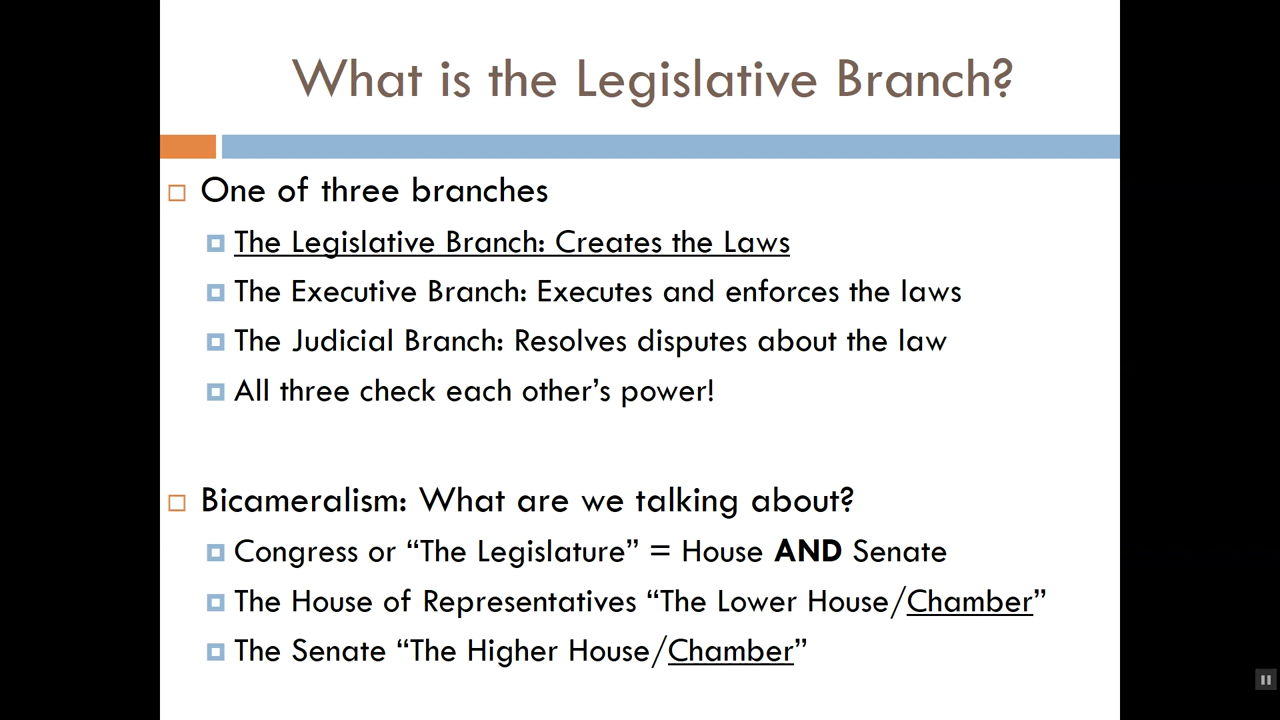 What is the Legislative Branch?
One of three branches
The Legislative Branch: Creates the Laws
The Executive Branch: Executes and enforces the laws
The Judicial Branch: Resolves disputes about the law
All three check each other’s power!
Bicameralism: What are we talking about?
Congress or “The Legislature” = House AND Senate
The House of Representatives “The Lower House/Chamber”
The Senate “The Higher House/Chamber”